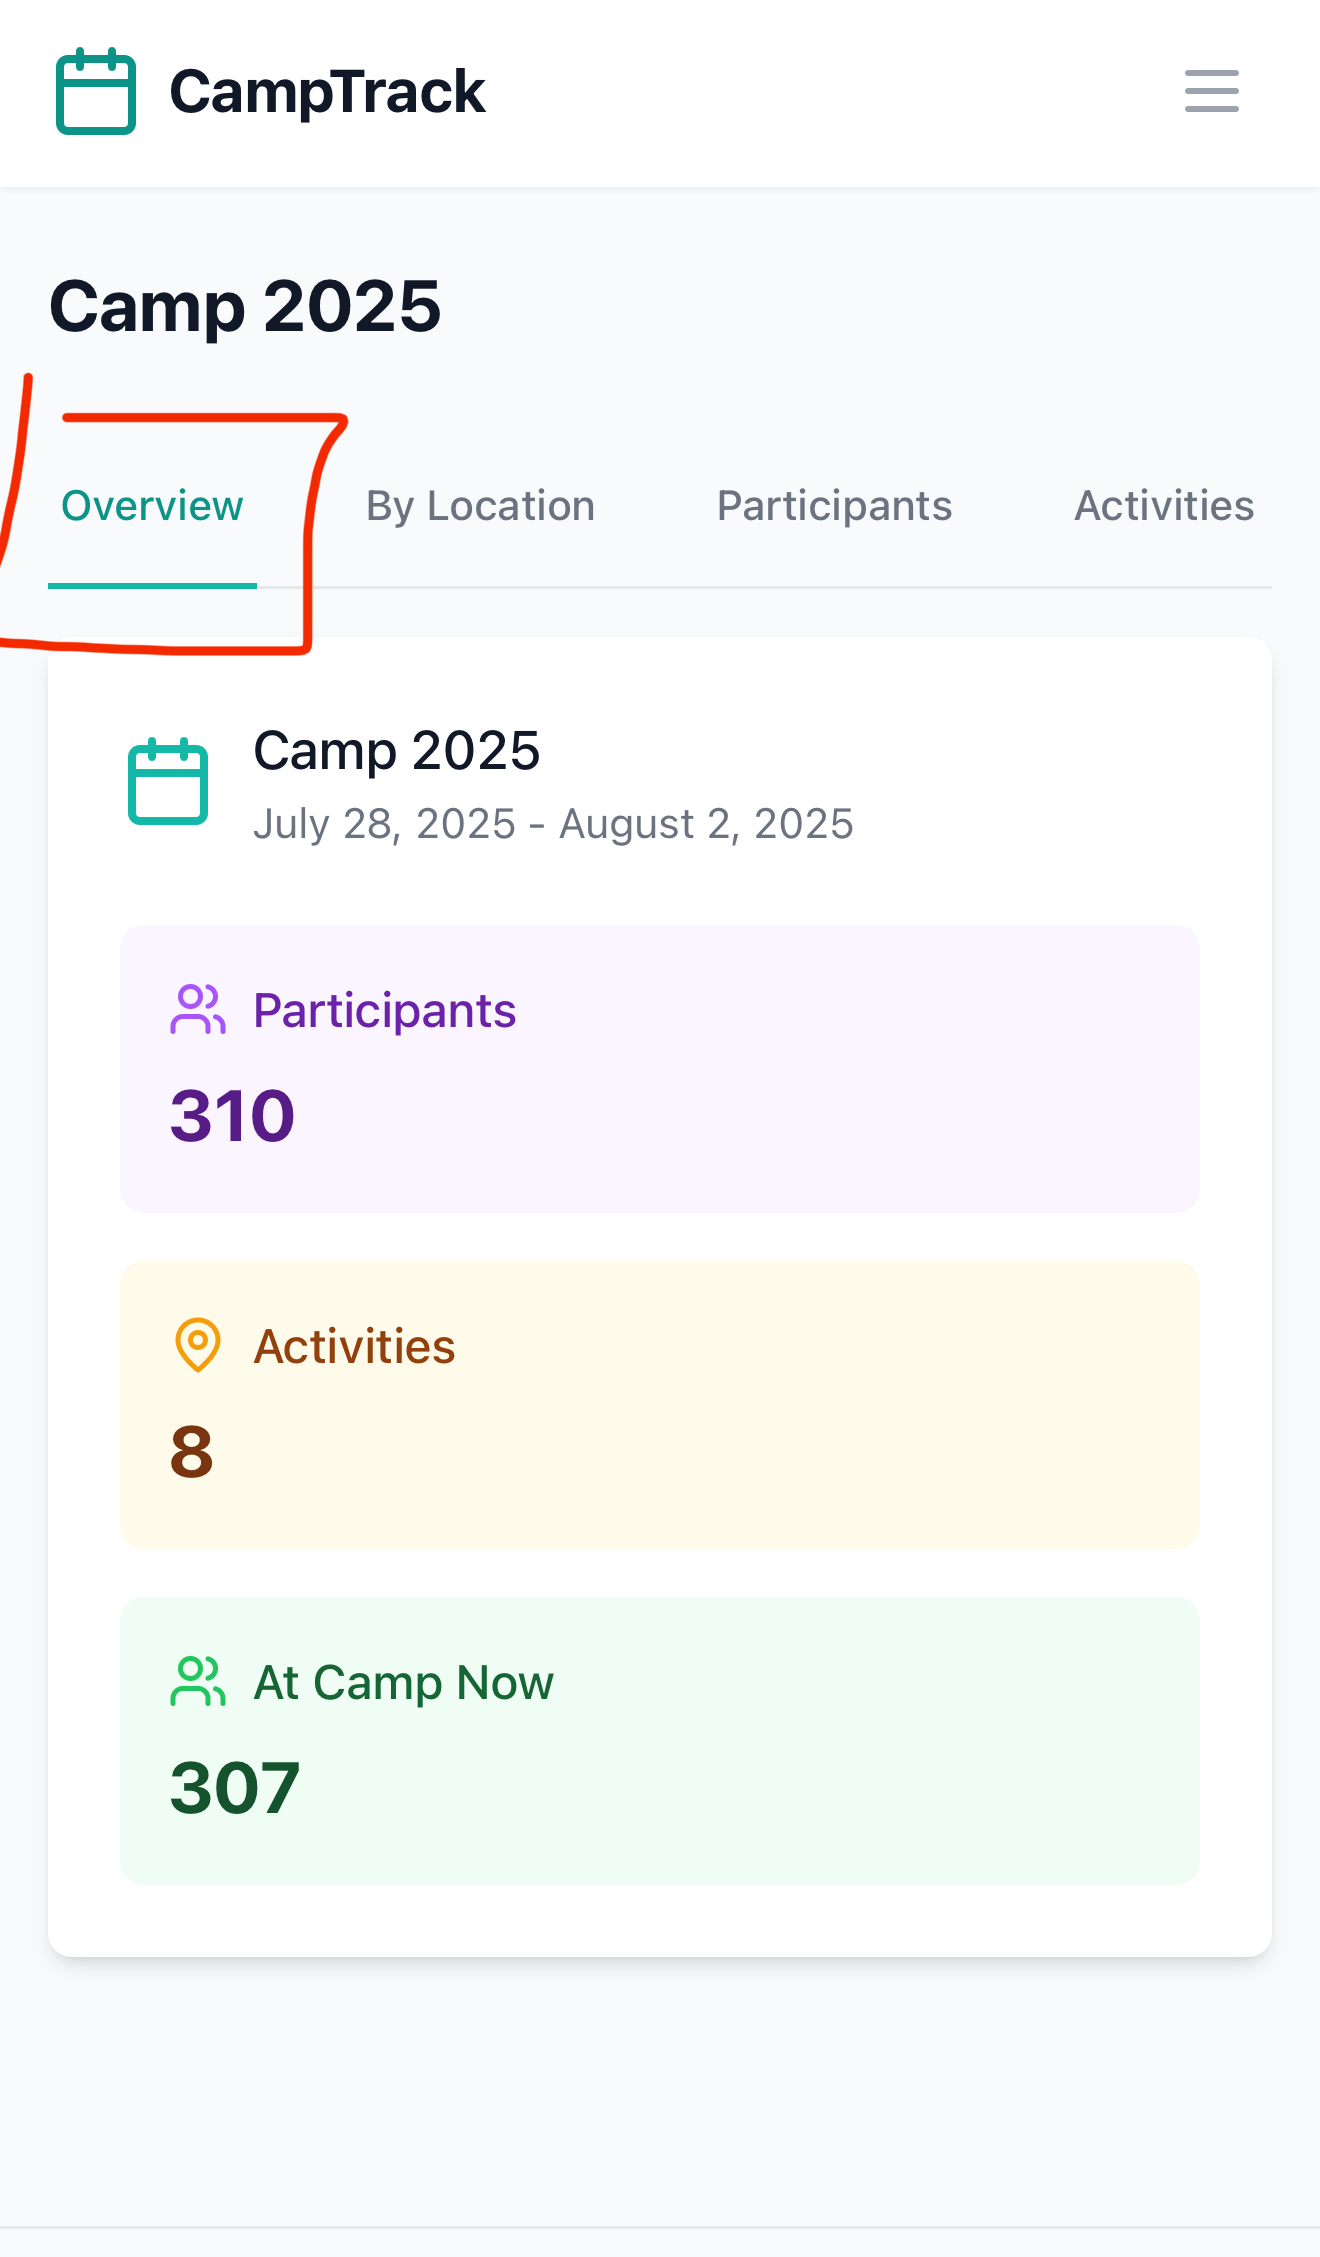 CampTrack
Camp 2025
Overview By Location Participants Activities
Camp 2025
July 28, 2025 - August 2, 2025
Participants
310
Activities
8
At Camp Now
307